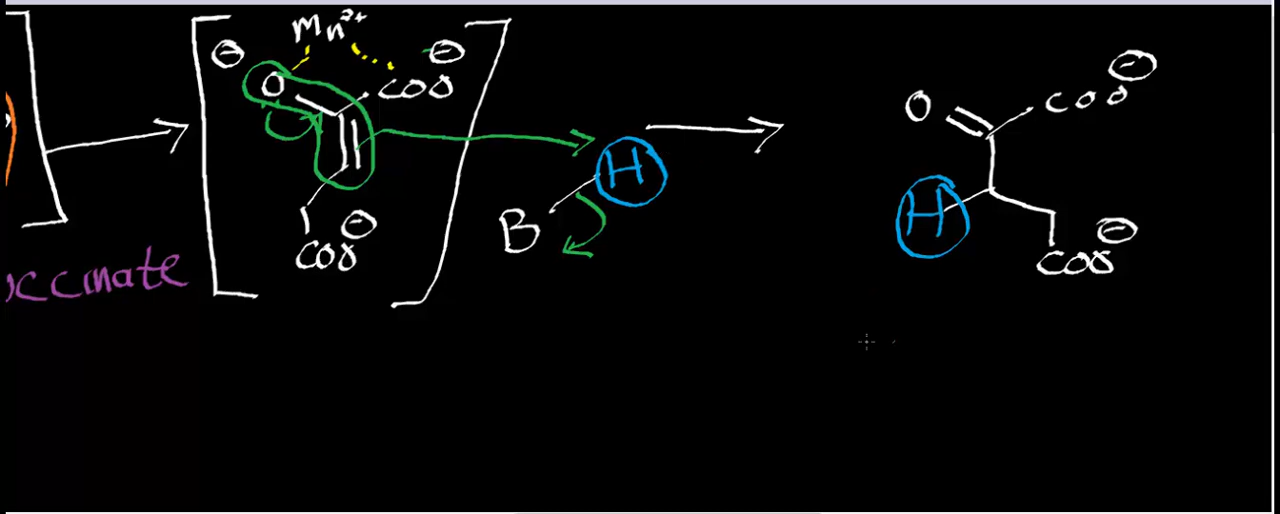 Mn²⁺
⊖ ⊖
O COO
⊖
COO
B H
ccinate
⊖
O COO
H
⊖
COO